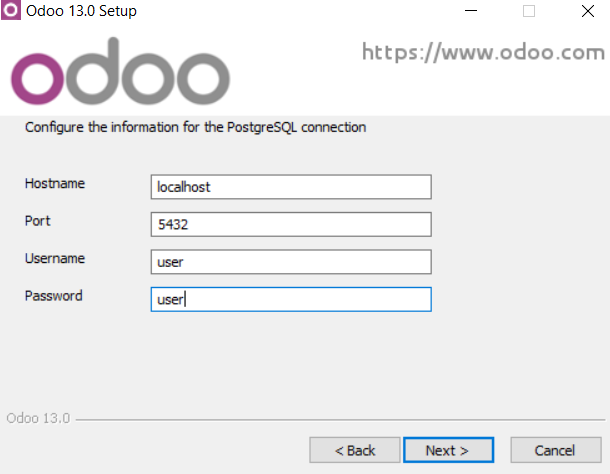 Odoo 13.0 Setup
odoo
https://www.odoo.com
Configure the information for the PostgreSQL connection
Hostname localhost
Port 5432
Username user
Password user
Odoo 13.0
< Back Next > Cancel